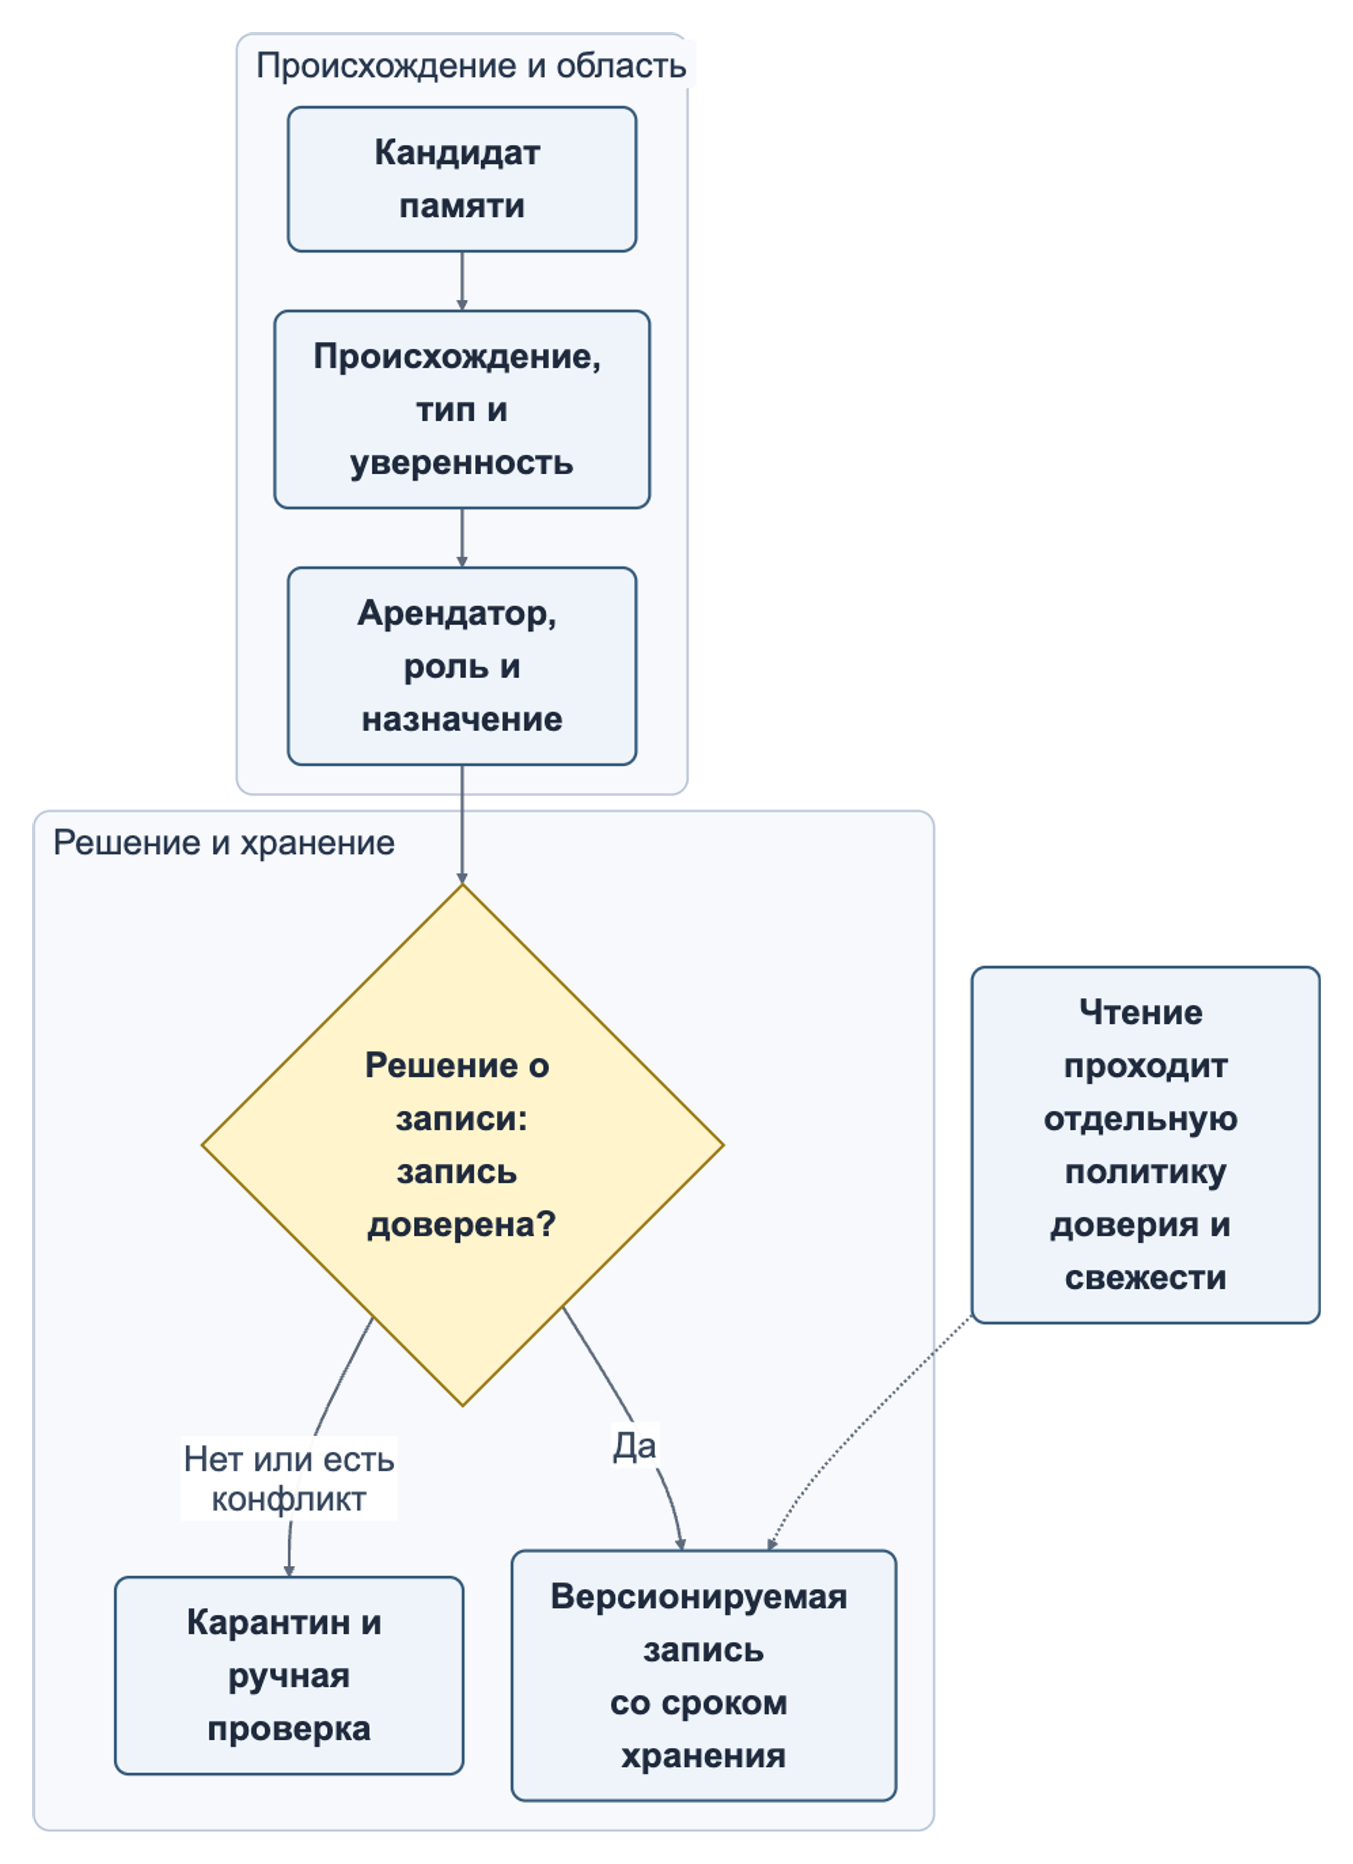 Происхождение и область
Кандидат
памяти
Происхождение,
тип и
уверенность
Арендатор,
роль и
назначение
Решение и хранение
Решение о
записи:
запись
доверена?
Чтение
проходит
отдельную
политику
доверия и
свежести
Нет или есть
конфликт
Да
Карантин и
ручная
проверка
Версионируемая
запись
со сроком
хранения